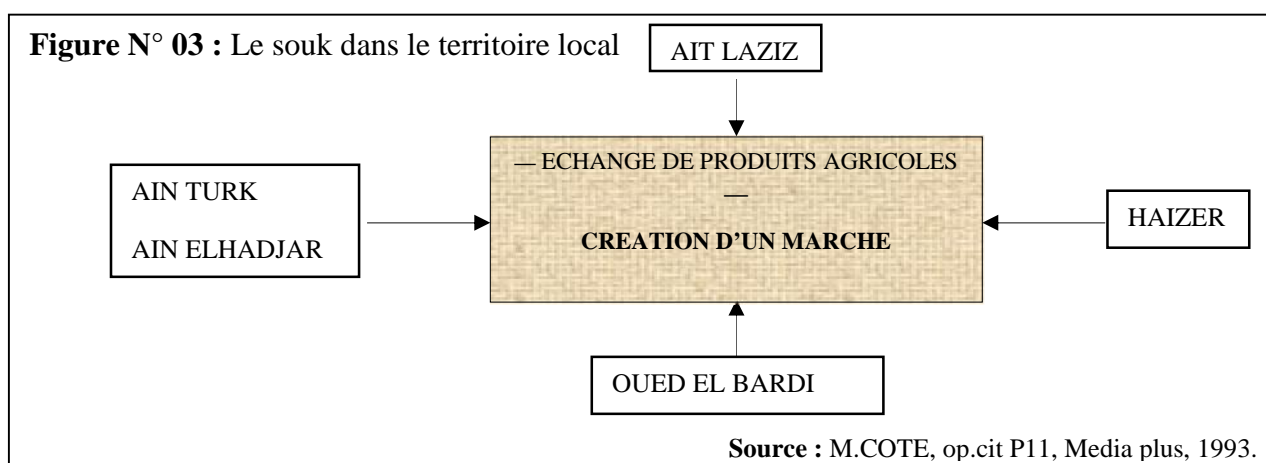 Figure N° 03 : Le souk dans le territoire local
AIT LAZIZ
— ECHANGE DE PRODUITS AGRICOLES
—
CREATION D'UN MARCHE
AIN TURK
AIN ELHADJAR
HAIZER
OUED EL BARDI
Source : M.COTE, op.cit P11, Media plus, 1993.